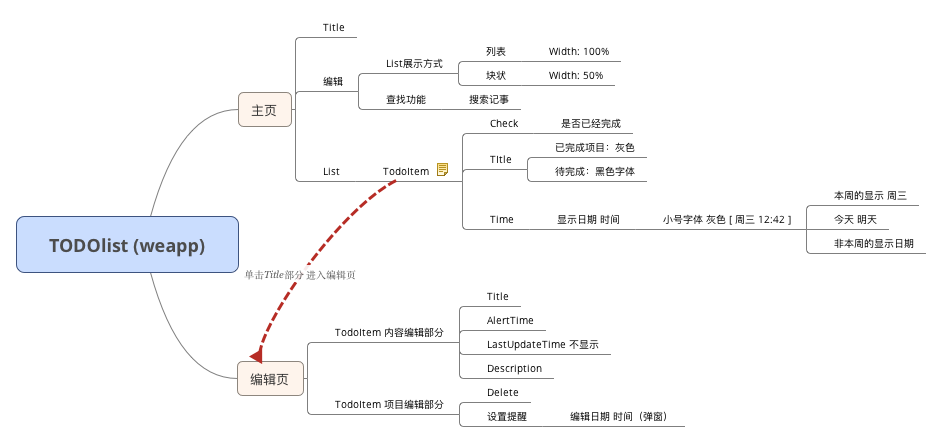 TODOlist (weapp)
主页
Title
编辑
List展示方式
列表
Width: 100%
块状
Width: 50%
查找功能
搜索记事
List
TodoItem
Check
是否已经完成
TItle
已完成项目：灰色
待完成：黑色字体
Time
显示日期 时间
小号字体 灰色 [ 周三 12:42 ]
本周的显示 周三
今天 明天
非本周的显示日期
单击Title部分 进入编辑页
编辑页
TodoItem 内容编辑部分
Title
AlertTime
LastUpdateTime 不显示
Description
TodoItem 项目编辑部分
Delete
设置提醒
编辑日期 时间（弹窗）